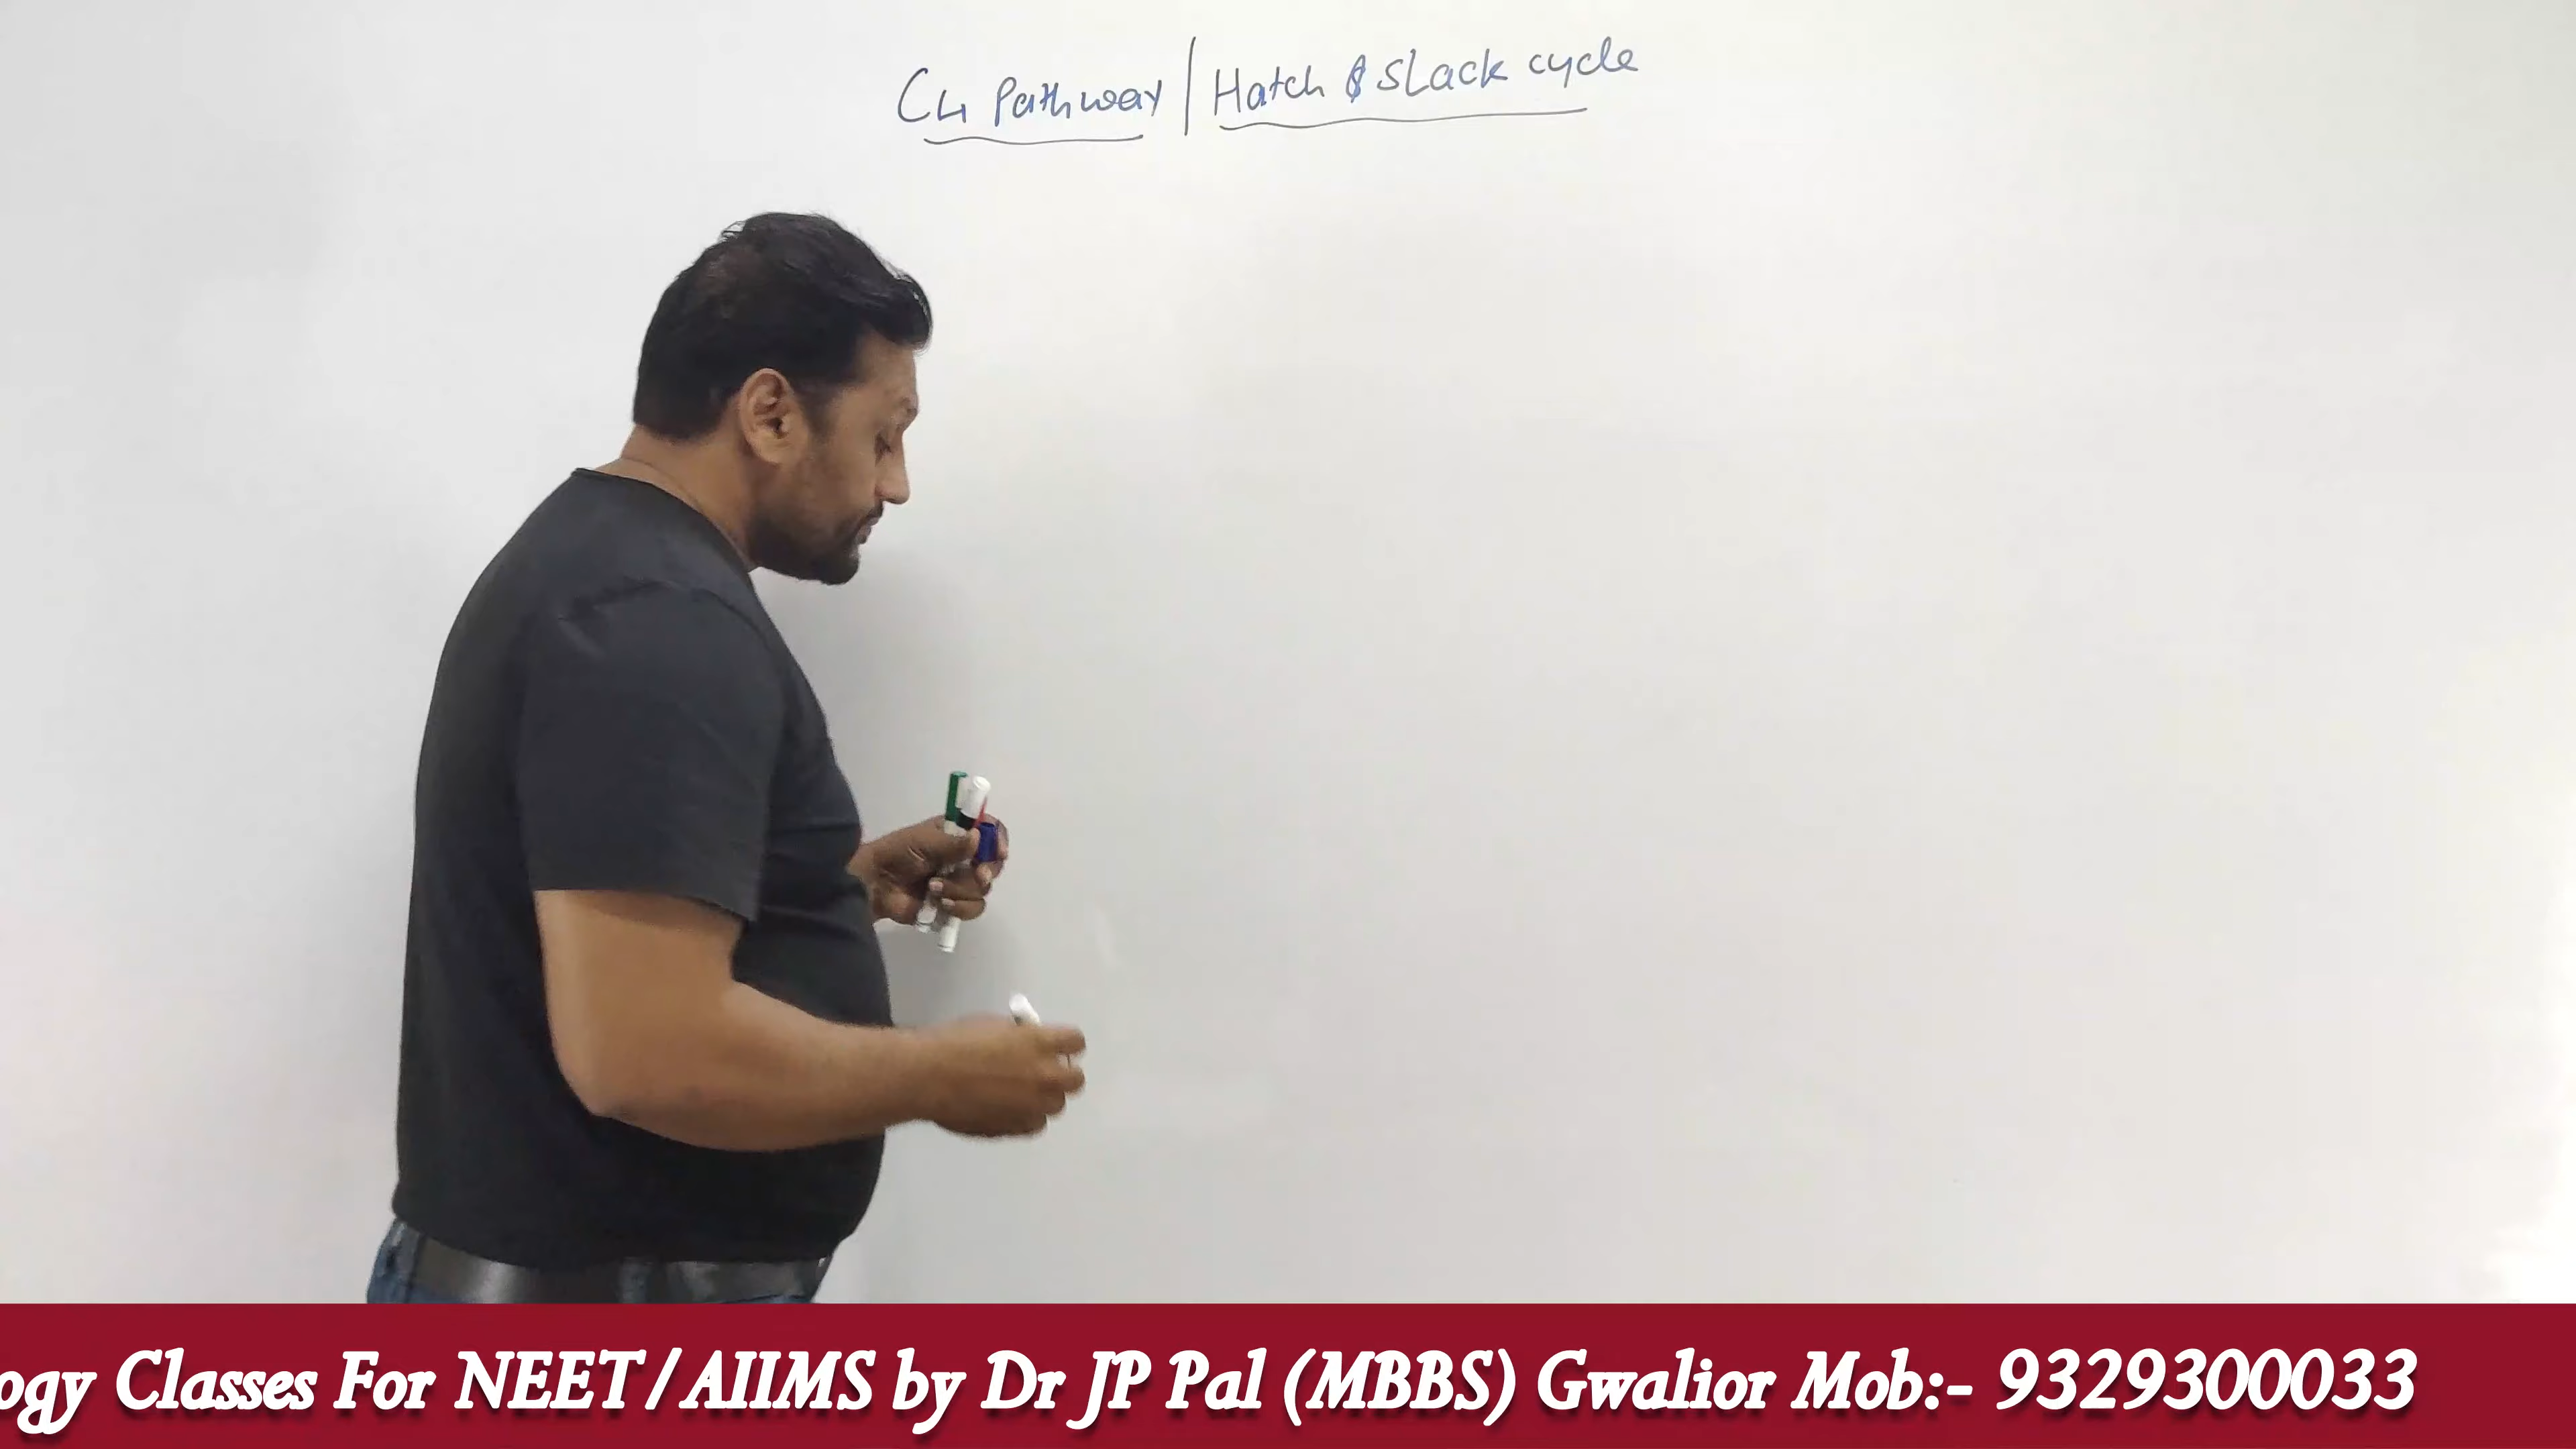 C4 Pathway | Hatch & sLack cycle
ogy Classes For NEET/AIIMS by Dr JP Pal (MBBS) Gwalior Mob:- 9329300033